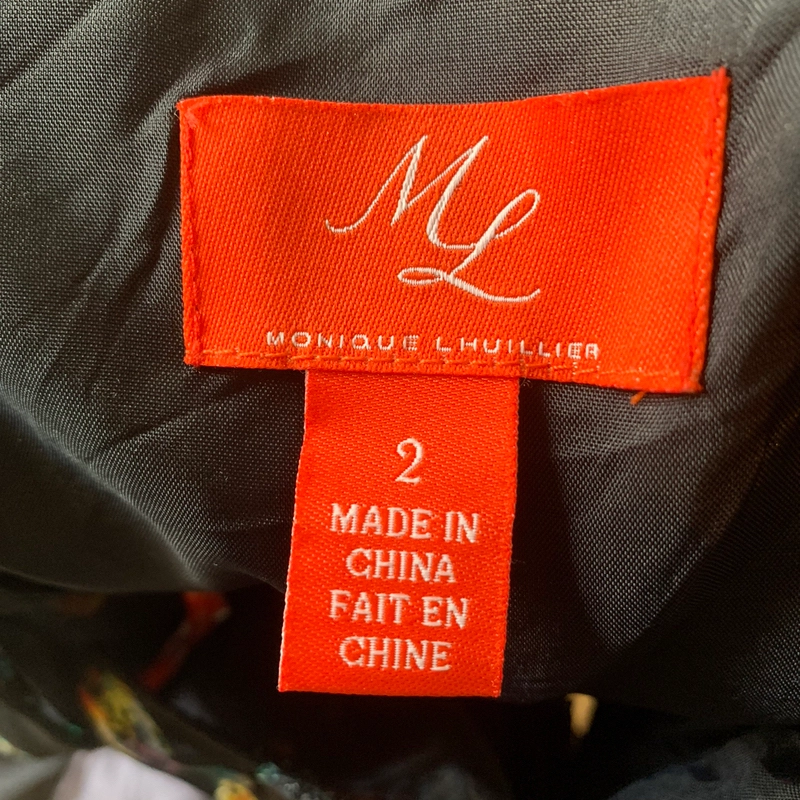 ML
MONIQUE LHUILLIER
2
MADE IN
CHINA
FAIT EN
CHINE